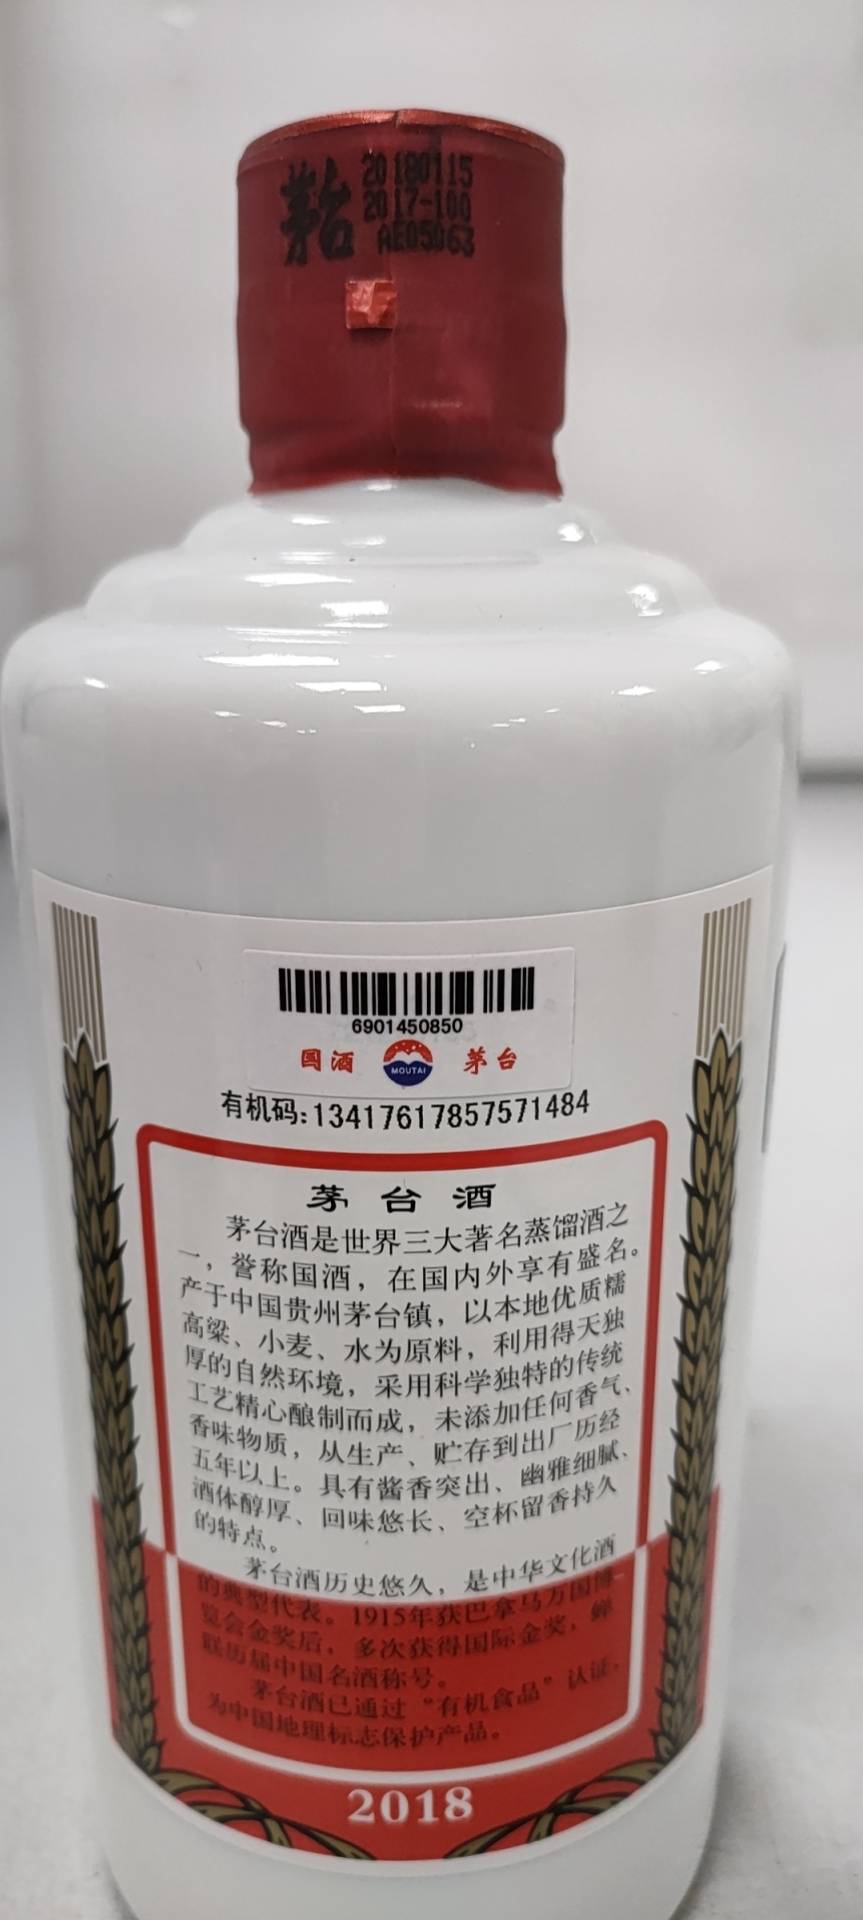 茅台
20180115
2017-100
AE05063
6901450850
国酒 MOUTAI 茅台
有机码:13417617857571484
茅台酒
茅台酒是世界三大著名蒸馏酒之
一，誉称国酒，在国内外享有盛名。
产于中国贵州茅台镇，以本地优质糯
高粱、小麦、水为原料，利用得天独
厚的自然环境，采用科学独特的传统
工艺精心酿制而成，未添加任何香气、
香味物质，从生产、贮存到出厂历经
五年以上。具有酱香突出、幽雅细腻、
酒体醇厚、回味悠长、空杯留香持久
的特点。
茅台酒历史悠久，是中华文化酒
的典型代表。1915年获巴拿马万国博
览会金奖后，多次获得国际金奖，蝉
联历届中国名酒称号。
茅台酒已通过“有机食品”认证，
为中国地理标志保护产品。
2018